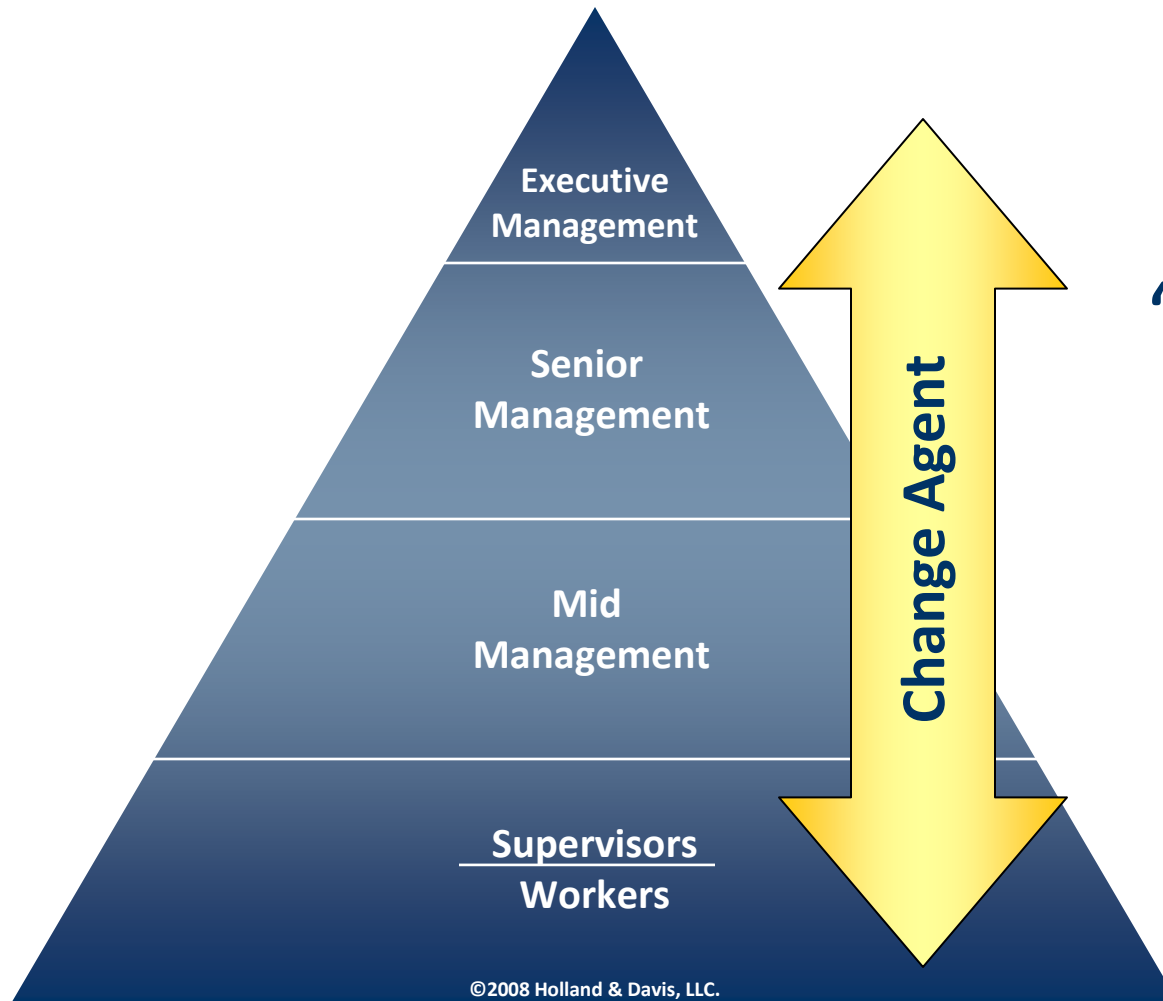 Executive
Management
Senior
Management
Change Agent
Mid
Management
Supervisors
Workers
©2008 Holland & Davis, LLC.